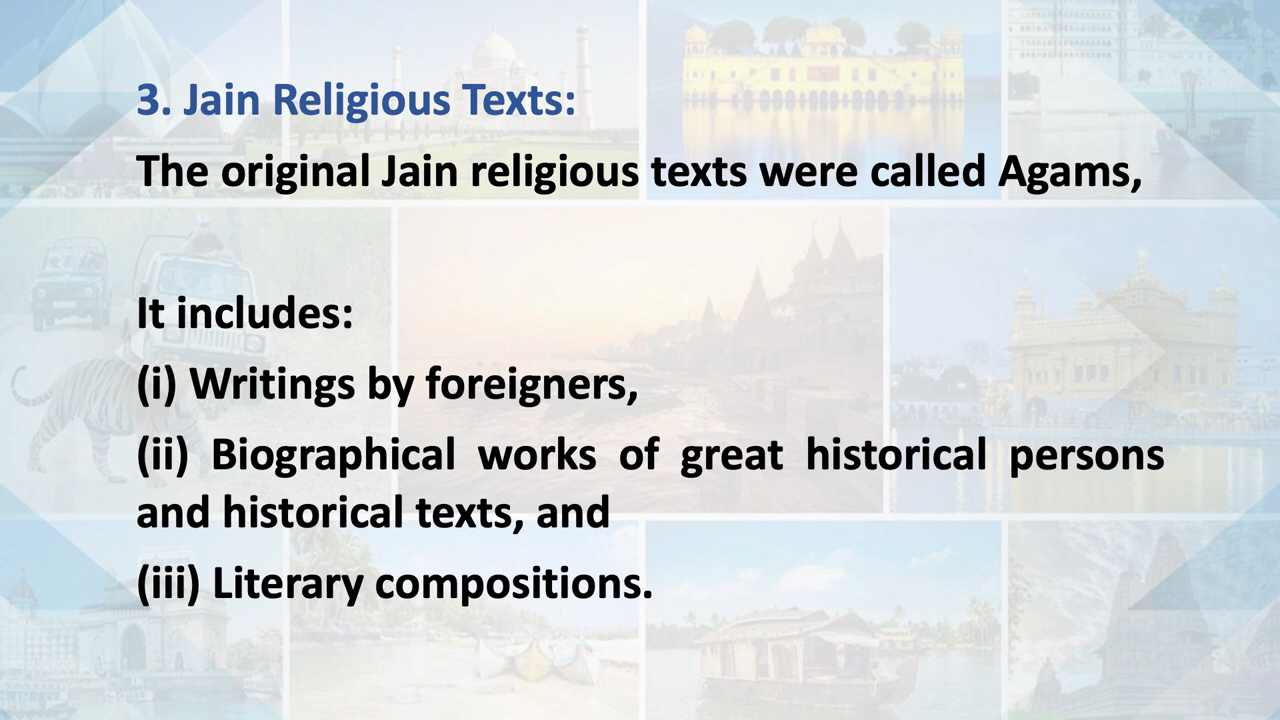 3. Jain Religious Texts:
The original Jain religious texts were called Agams,
It includes:
(i) Writings by foreigners,
(ii) Biographical works of great historical persons
and historical texts, and
(iii) Literary compositions.